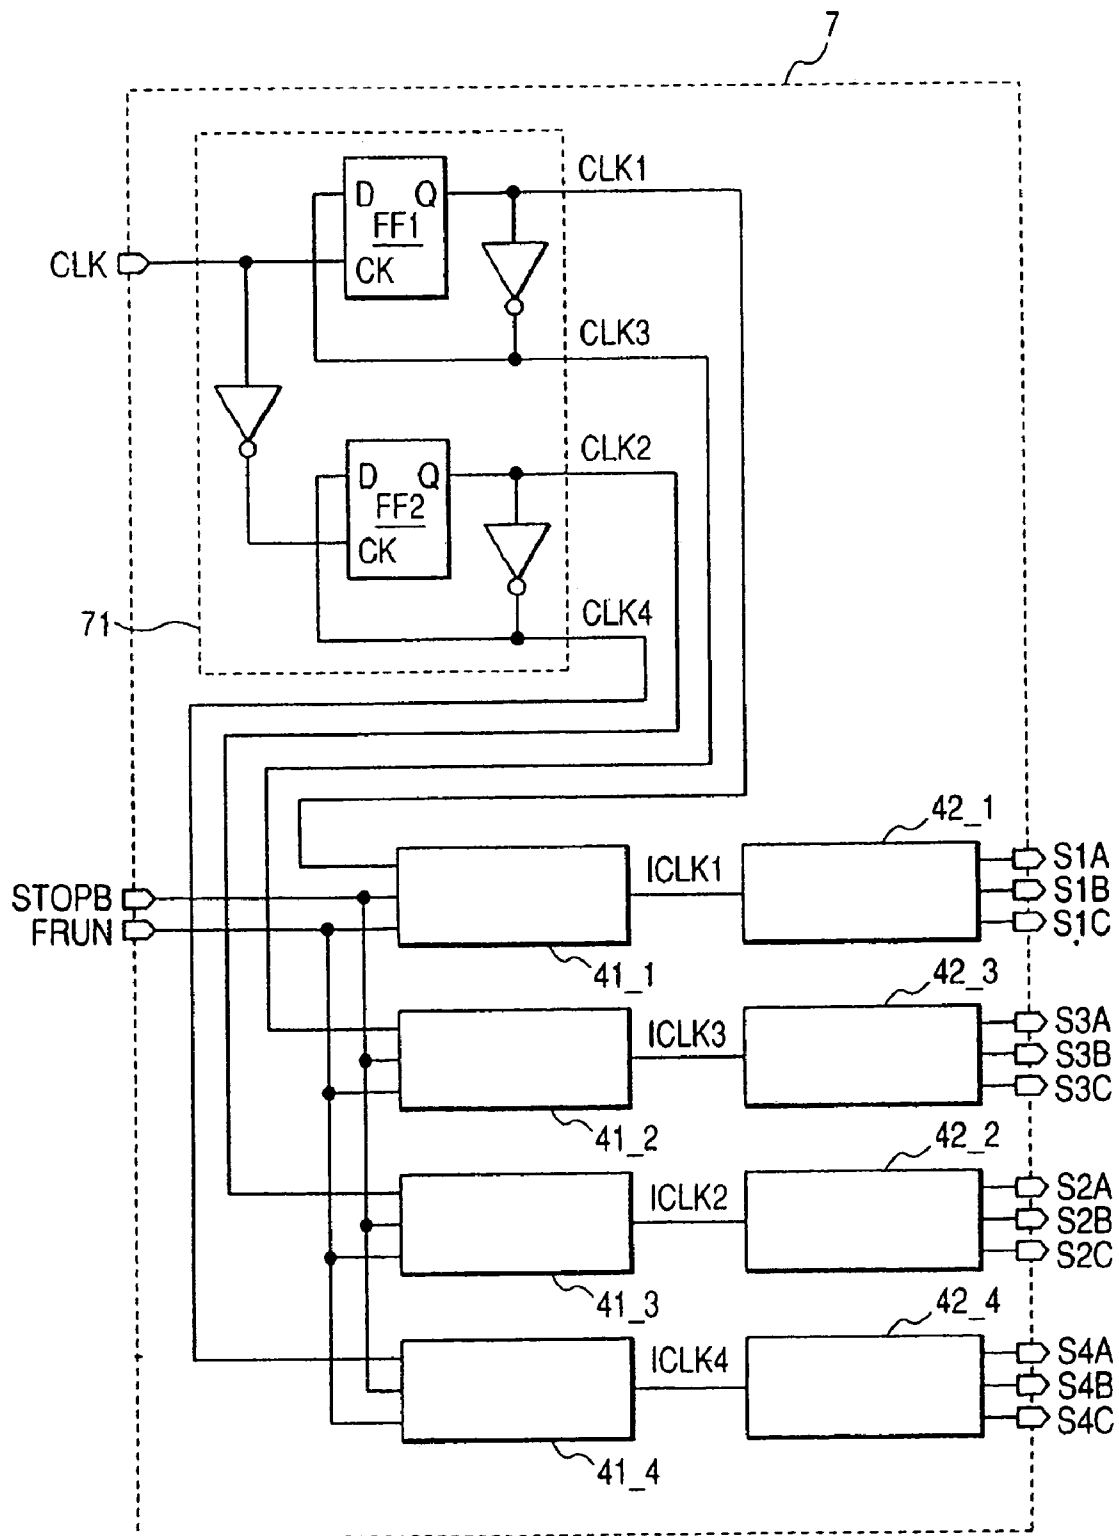 7
CLK1
D Q
FF1
CK
CLK
CLK3
CLK2
D Q
FF2
CK
71
CLK4
42_1
S1A
ICLK1
STOPB
S1B
FRUN
S1C
41_1
42_3
S3A
ICLK3
S3B
S3C
41_2
42_2
S2A
ICLK2
S2B
S2C
41_3
42_4
S4A
ICLK4
S4B
S4C
41_4